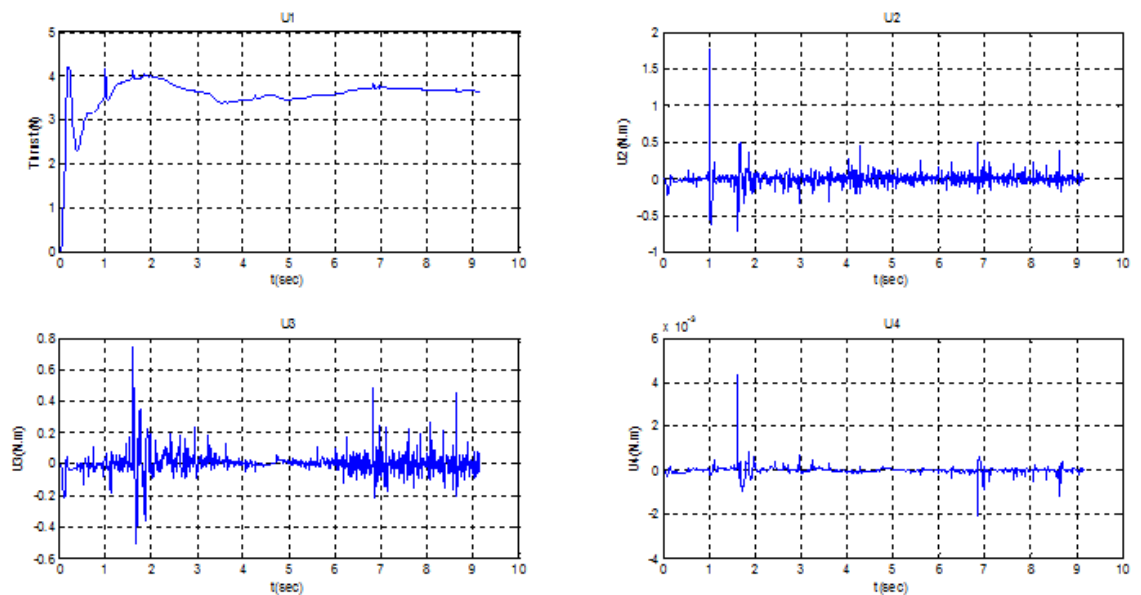 U1
5
4
3
2
1
0
Thrust(N)
0 1 2 3 4 5 6 7 8 9 10
t(sec)
U2
2
1.5
1
0.5
0
-0.5
-1
U2(N.m)
0 1 2 3 4 5 6 7 8 9 10
t(sec)
U3
0.8
0.6
0.4
0.2
0
-0.2
-0.4
-0.6
U3(N.m)
0 1 2 3 4 5 6 7 8 9 10
t(sec)
x 10⁻⁹
U4
6
4
2
0
-2
-4
U4(N.m)
0 1 2 3 4 5 6 7 8 9 10
t(sec)